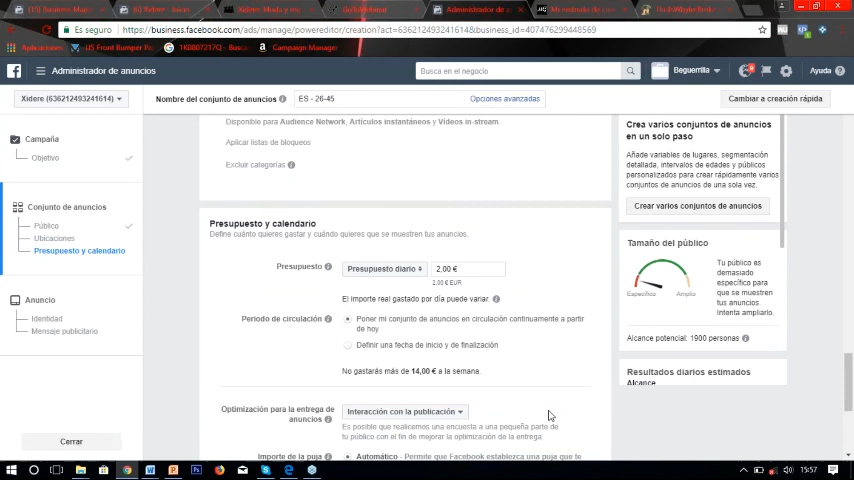 Administrador de
Es seguro https://business.facebook.com/ads/manage/powereditor/creation?act=636212493241614&business_id=407476299448569
Aplicaciones US Front Bumper Pa 1K0807217Q - Busc Campaign Manager
Administrador de anuncios
Busca en el negocio
Beguerrilla
Ayuda
Xidere (636212493241614)
Nombre del conjunto de anuncios
ES - 26-45
Opciones avanzadas
Cambiar a creación rápida
Campaña
Objetivo
Conjunto de anuncios
Público
Ubicaciones
Presupuesto y calendario
Anuncio
Identidad
Mensaje publicitario
Cerrar
Disponible para Audience Network, Artículos instantáneos y Vídeos in-stream.
Aplicar listas de bloqueos
Excluir categorías
Presupuesto y calendario
Define cuánto quieres gastar y cuándo quieres que se muestren tus anuncios.
Presupuesto
Presupuesto diario
2,00 €
2,00 € EUR
El importe real gastado por día puede variar.
Periodo de circulación
Poner mi conjunto de anuncios en circulación continuamente a partir
de hoy
Definir una fecha de inicio y de finalización
No gastarás más de 14,00 € a la semana.
Optimización para la entrega de
anuncios
Interacción con la publicación
Es posible que realicemos una encuesta a una pequeña parte de
tu público con el fin de mejorar la optimización de la entrega.
Importe de la puja
Automático - Permite que Facebook establezca una puja que te
Crea varios conjuntos de anuncios
en un solo paso
Añade variables de lugares, segmentación
detallada, intervalos de edades y públicos
personalizados para crear rápidamente varios
conjuntos de anuncios de una sola vez.
Crear varios conjuntos de anuncios
Tamaño del público
Específico
Amplio
Tu público es
demasiado
específico para que
se muestren
tus anuncios.
Intenta ampliarlo.
Alcance potencial: 1900 personas
Resultados diarios estimados
Alcance
15:57